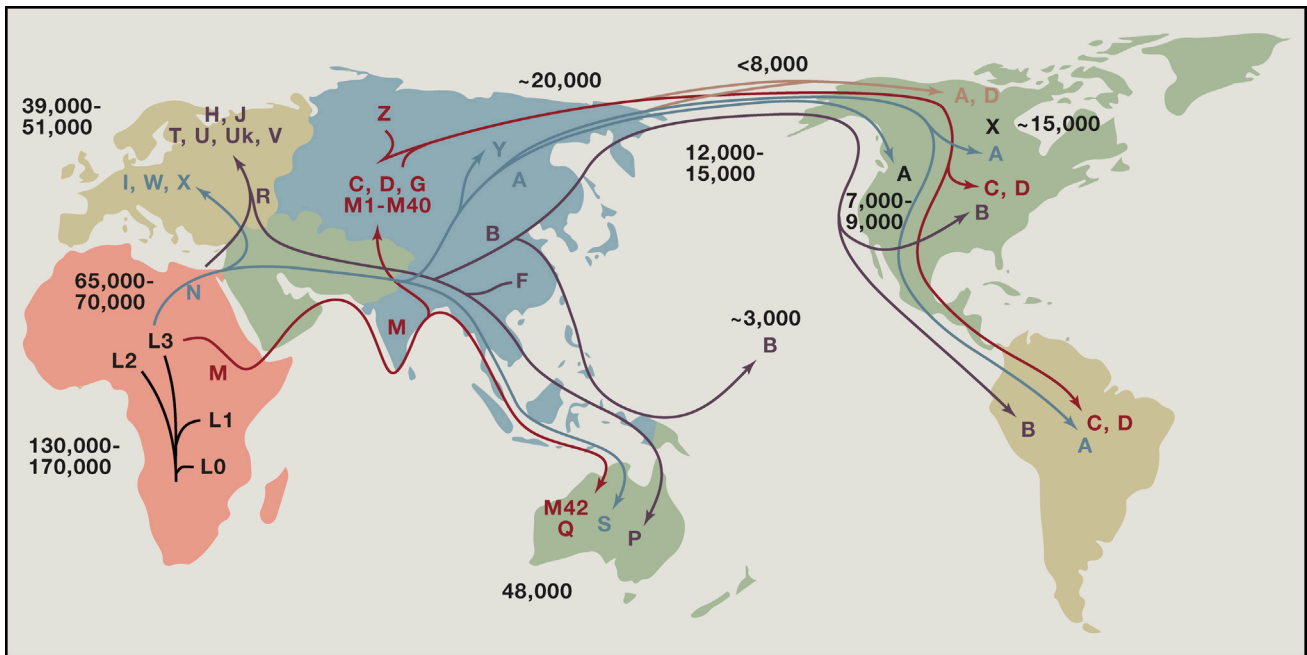 39,000-
51,000
H, J
T, U, Uk, V
I, W, X
R
65,000-
70,000
N
L3
L2
M
L1
L0
130,000-
170,000
Z
C, D, G
M1-M40
Y
A
B
F
M
~20,000
<8,000
12,000-
15,000
A, D
X ~15,000
A
A
C, D
7,000-
9,000
B
~3,000
B
B
C, D
A
M42
Q
S
P
48,000